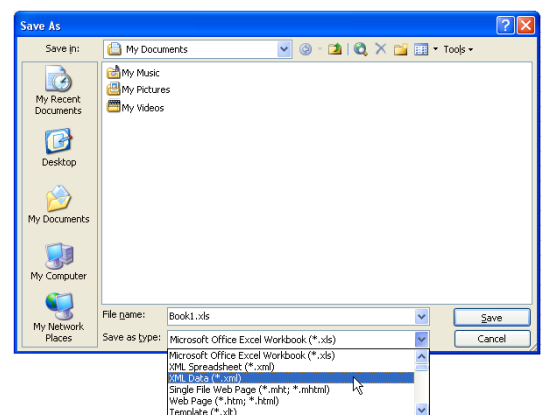 Save As
Save in:
My Documents
Tools
My Recent
Documents
Desktop
My Documents
My Computer
My Network
Places
My Music
My Pictures
My Videos
File name:
Book1.xls
Save
Save as type:
Microsoft Office Excel Workbook (*.xls)
Cancel
Microsoft Office Excel Workbook (*.xls)
XML Spreadsheet (*.xml)
XML Data (*.xml)
Single File Web Page (*.mht; *.mhtml)
Web Page (*.htm; *.html)
Template (*.xlt)